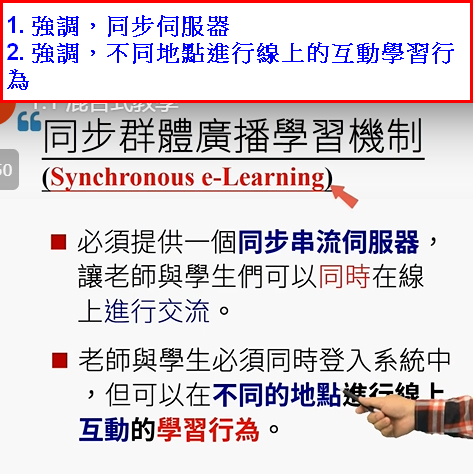 1. 強調，同步伺服器
2. 強調，不同地點進行線上的互動學習行
為
1.1 混合式教學
50
“同步群體廣播學習機制
(Synchronous e-Learning)
■ 必須提供一個同步串流伺服器，
讓老師與學生們可以同時在線
上進行交流。
■ 老師與學生必須同時登入系統中
，但可以在不同的地點進行線上
互動的學習行為。